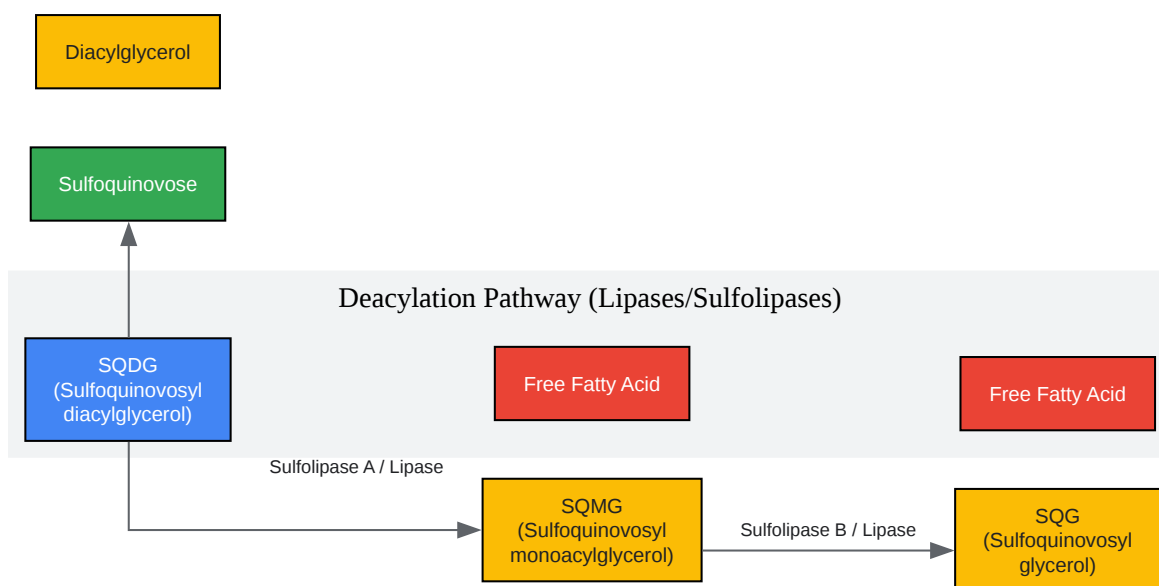 Diacylglycerol
Sulfoquinovose
Deacylation Pathway (Lipases/Sulfolipases)
SQDG
(Sulfoquinovosyl
diacylglycerol)
Free Fatty Acid
Free Fatty Acid
Sulfolipase A / Lipase
SQMG
(Sulfoquinovosyl
monoacylglycerol)
Sulfolipase B / Lipase
SQG
(Sulfoquinovosyl
glycerol)